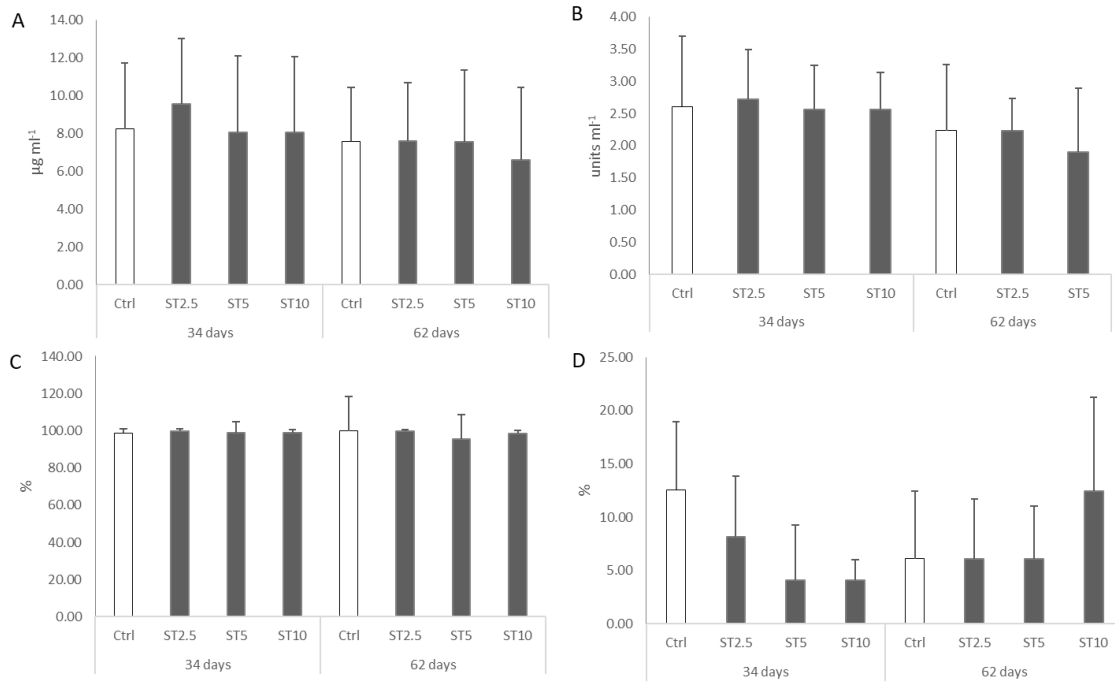 A
14.00
12.00
10.00
8.00
6.00
4.00
2.00
0.00
µg ml-1
Ctrl ST2.5 ST5 ST10 Ctrl ST2.5 ST5 ST10
34 days 62 days
B
4.00
3.50
3.00
2.50
2.00
1.50
1.00
0.50
0.00
units ml-1
Ctrl ST2.5 ST5 ST10 Ctrl ST2.5 ST5
34 days 62 days
C
140.00
120.00
100.00
80.00
60.00
40.00
20.00
0.00
%
Ctrl ST2.5 ST5 ST10 Ctrl ST2.5 ST5 ST10
34 days 62 days
D
25.00
20.00
15.00
10.00
5.00
0.00
%
Ctrl ST2.5 ST5 ST10 Ctrl ST2.5 ST5 ST10
34 days 62 days